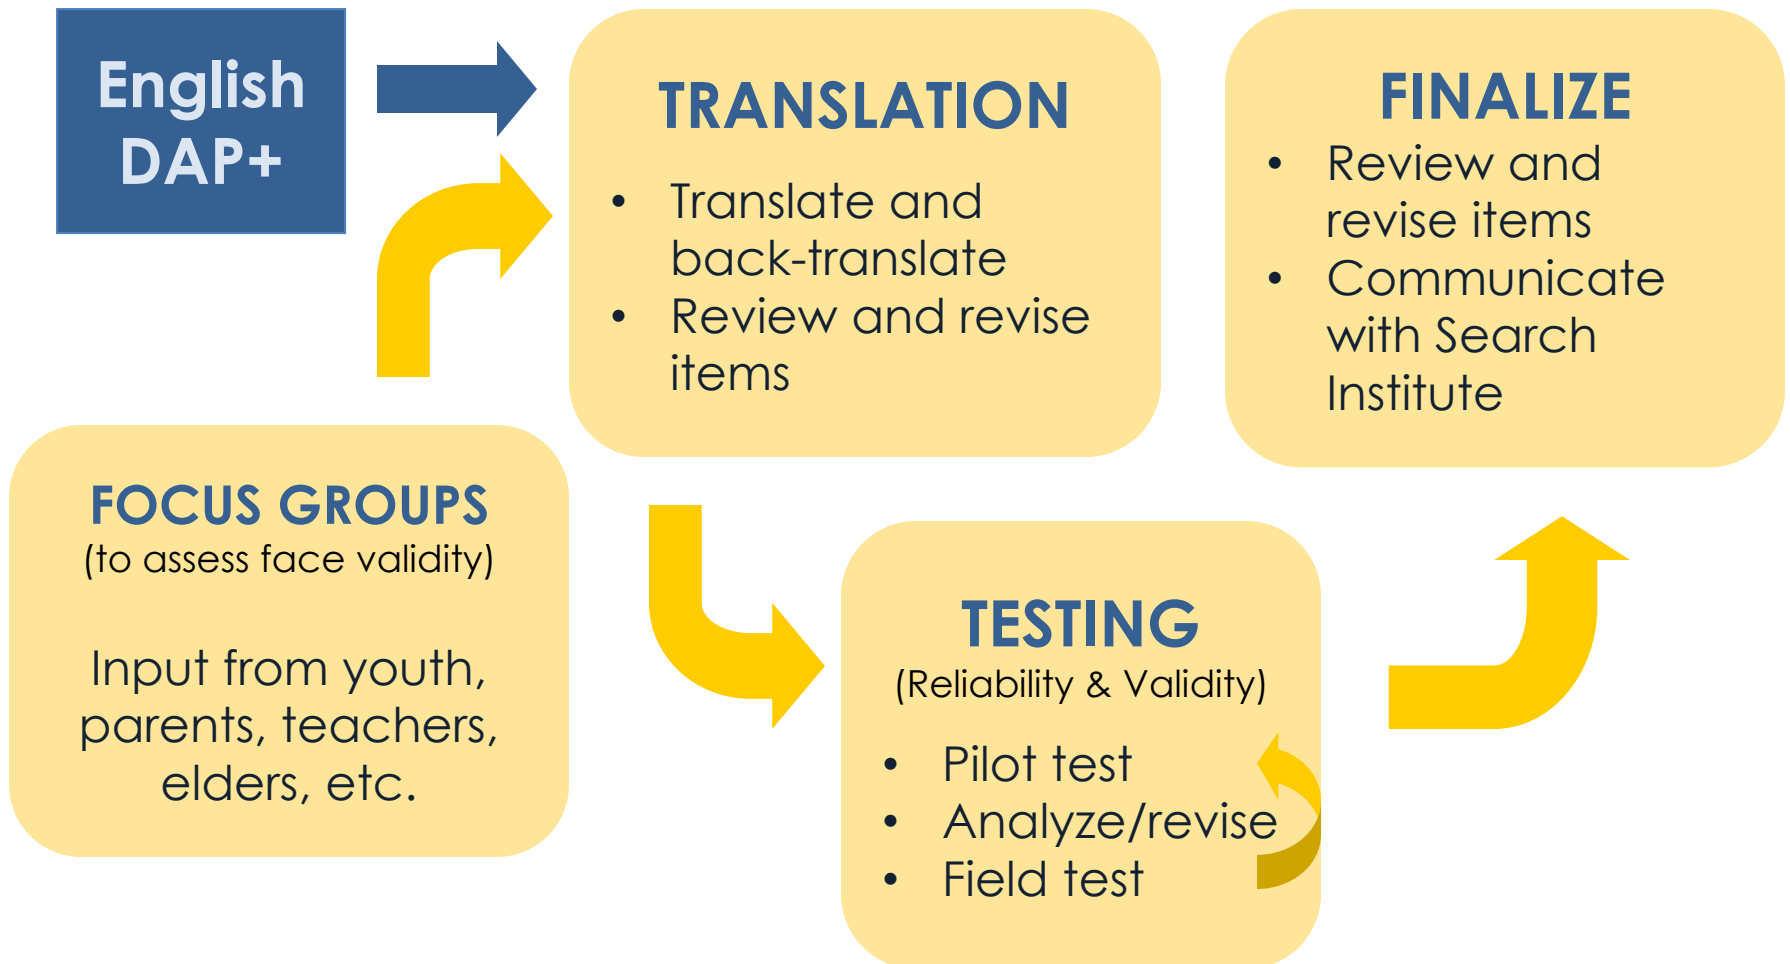 English
DAP+
TRANSLATION
• Translate and
back-translate
• Review and revise
items
FINALIZE
• Review and
revise items
• Communicate
with Search
Institute
FOCUS GROUPS
(to assess face validity)
Input from youth,
parents, teachers,
elders, etc.
TESTING
(Reliability & Validity)
• Pilot test
• Analyze/revise
• Field test